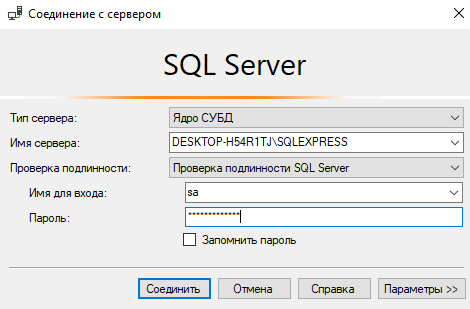 Соединение с сервером
SQL Server
Тип сервера: Ядро СУБД
Имя сервера: DESKTOP-H54R1TJ\SQLEXPRESS
Проверка подлинности: Проверка подлинности SQL Server
Имя для входа: sa
Пароль: *************
Запомнить пароль
Соединить Отмена Справка Параметры >>